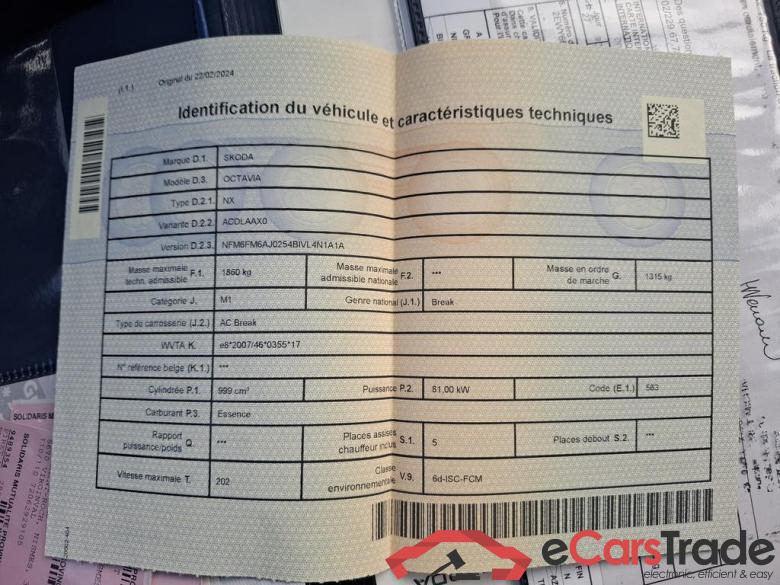 (I.1.) Original du 22/02/2024
Identification du véhicule et caractéristiques techniques
Marque D.1. SKODA
Modèle D.3. OCTAVIA
Type D.2.1. NX
Variante D.2.2. ACDLAAX0
Version D.2.3. NFM6FM6AJ0254BIVL4N1A1A
Masse maximale techn. admissible F.1. 1860 kg Masse maximale admissible nationale F.2. *** Masse en ordre de marche G. 1315 kg
Catégorie J. M1 Genre national (J.1.) Break
Type de carrosserie (J.2.) AC Break
WVTA K. e8*2007/46*0355*17
N° référence belge (K.1.) ***
Cylindrée P.1. 999 cm³ Puissance P.2. 81,00 kW Code (E.1.) 563
Carburant P.3. Essence
Rapport puissance/poids Q. *** Places assises chauffeur inclus S.1. 5 Places debout S.2. ***
Vitesse maximale T. 202 Classe environnementale V.9. 6d-ISC-FCM
SOLIDARIS M
SOLIDARIS MUTUALITE
eCarsTrade
electronic, efficient & easy